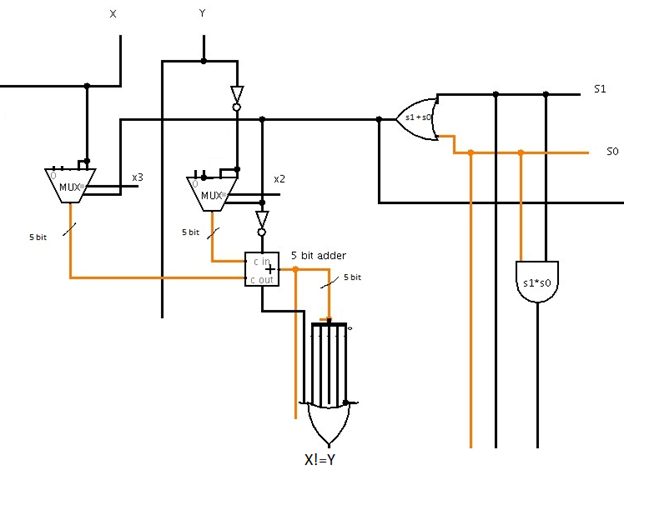 X
Y
S1
s1+s0
S0
0
MUX
x3
0
MUX
x2
5 bit
5 bit
5 bit adder
c in
+
c out
5 bit
s1*s0
X!=Y